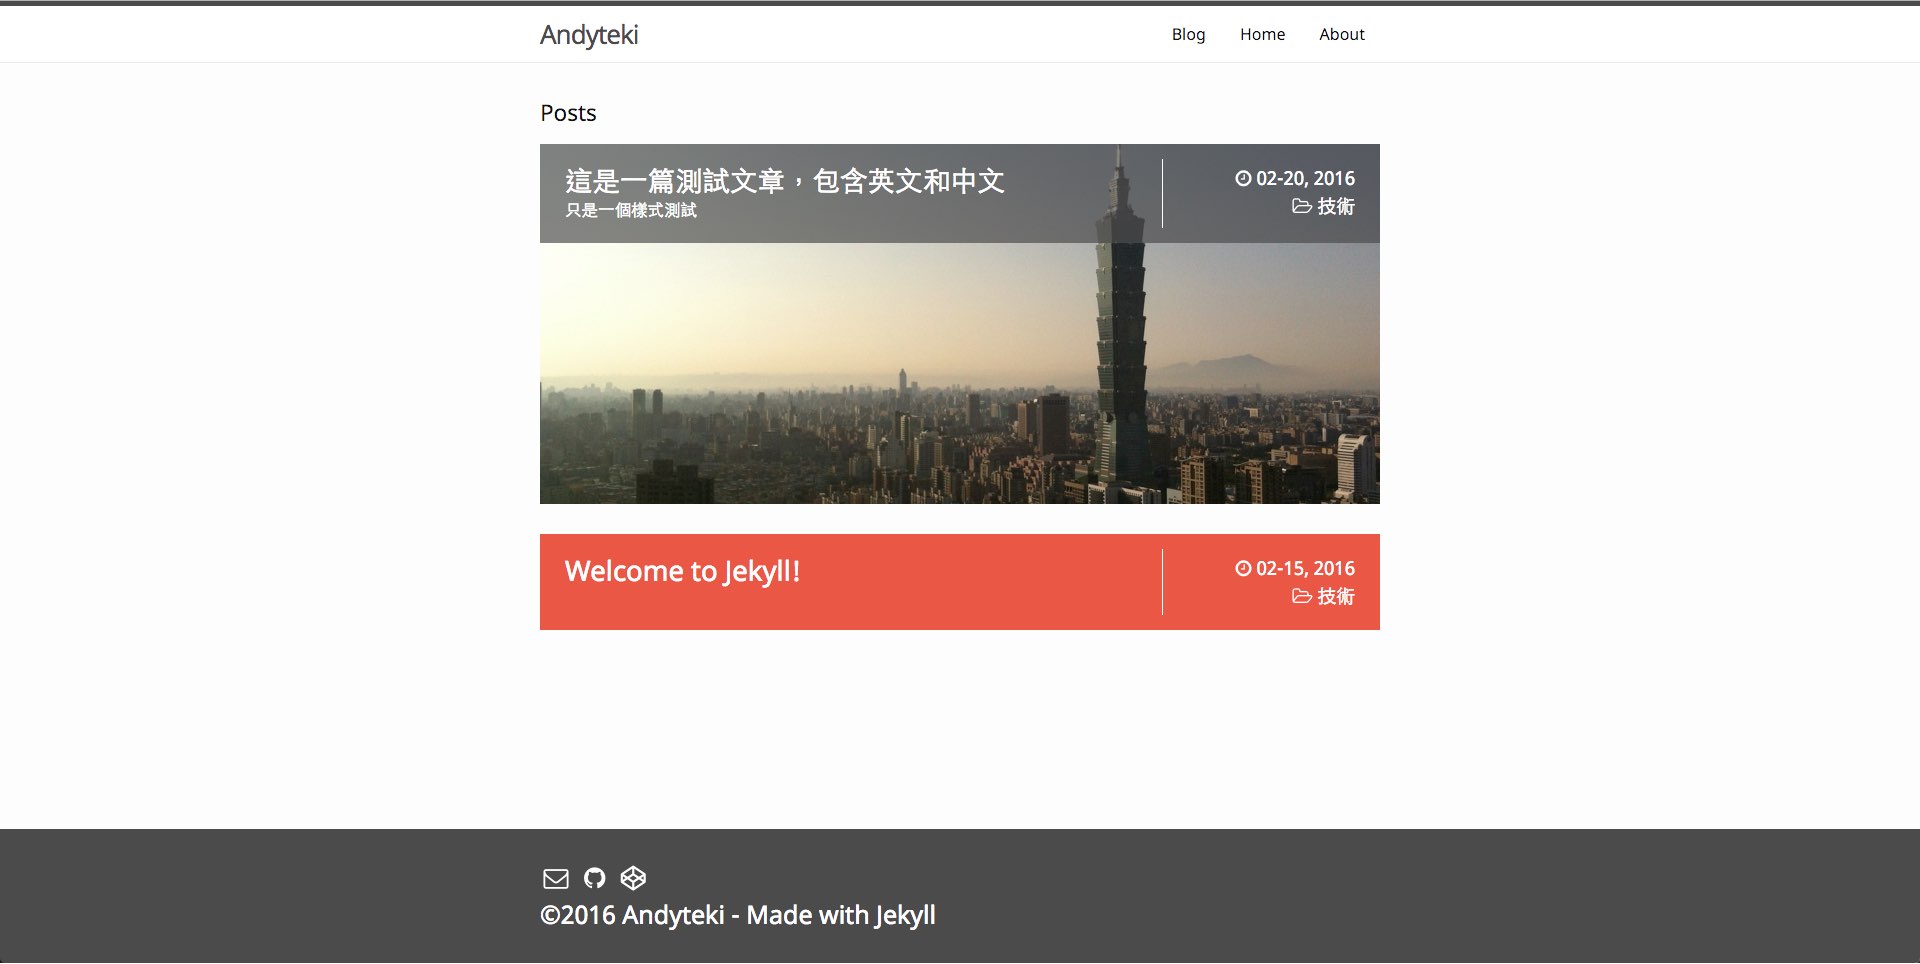 Andyteki
Blog Home About
Posts
這是一篇測試文章，包含英文和中文
只是一個樣式測試
02-20, 2016
技術
Welcome to Jekyll!
02-15, 2016
技術
©2016 Andyteki - Made with Jekyll